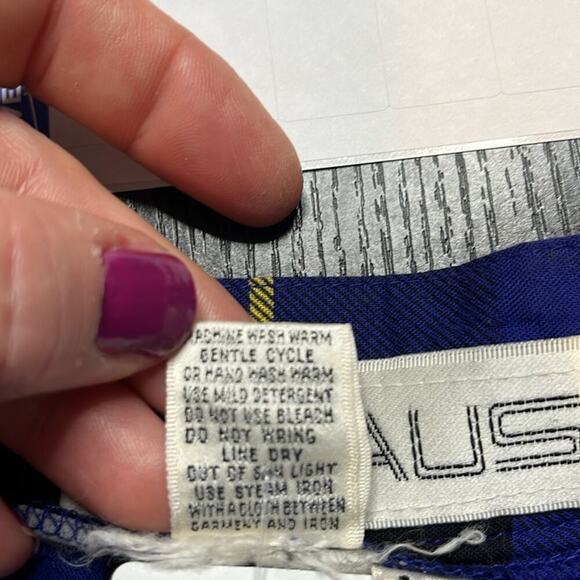 MACHINE WASH WARM
GENTLE CYCLE
OR HAND WASH WARM
USE MILD DETERGENT
DO NOT USE BLEACH
DO NOT WRING
LINE DRY
OUT OF SUN LIGHT
USE STEAM IRON
WITH A CLOTH BETWEEN
GARMENT AND IRON
AUS